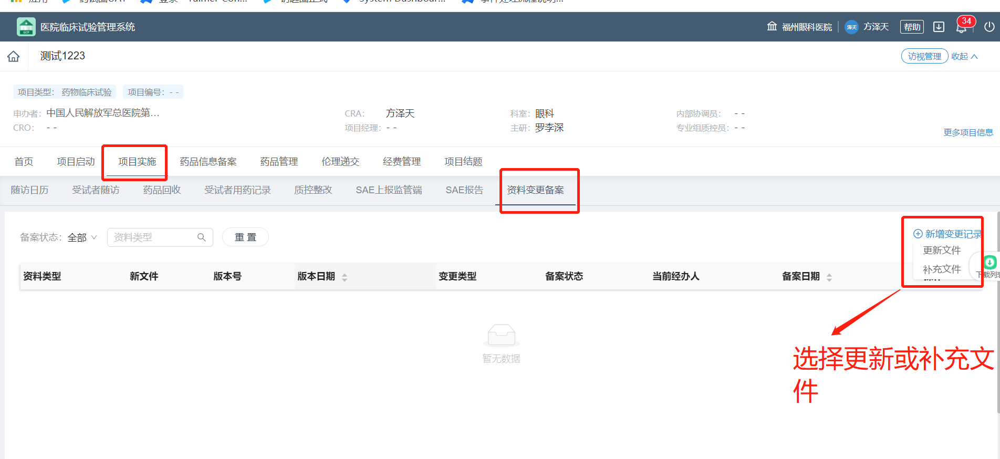 医院临床试验管理系统
福州眼科医院
泽天 方泽天
帮助
34
测试1223
访视管理 收起
项目类型： 药物临床试验 项目编号：- -
申办者： 中国人民解放军总医院第...
CRA： 方泽天
科室： 眼科
内部协调员： - -
CRO： - -
项目经理： - -
主研： 罗李深
专业组质控员： - -
更多项目信息
首页 项目启动 项目实施 药品信息备案 药品管理 伦理递交 经费管理 项目结题
随访日历 受试者随访 药品回收 受试者用药记录 质控整改 SAE上报监管端 SAE报告 资料变更备案
备案状态： 全部 资料类型 重 置
新增变更记录
更新文件
补充文件
下载列表
资料类型 新文件 版本号 版本日期 变更类型 备案状态 当前经办人 备案日期
暂无数据
选择更新或补充文
件